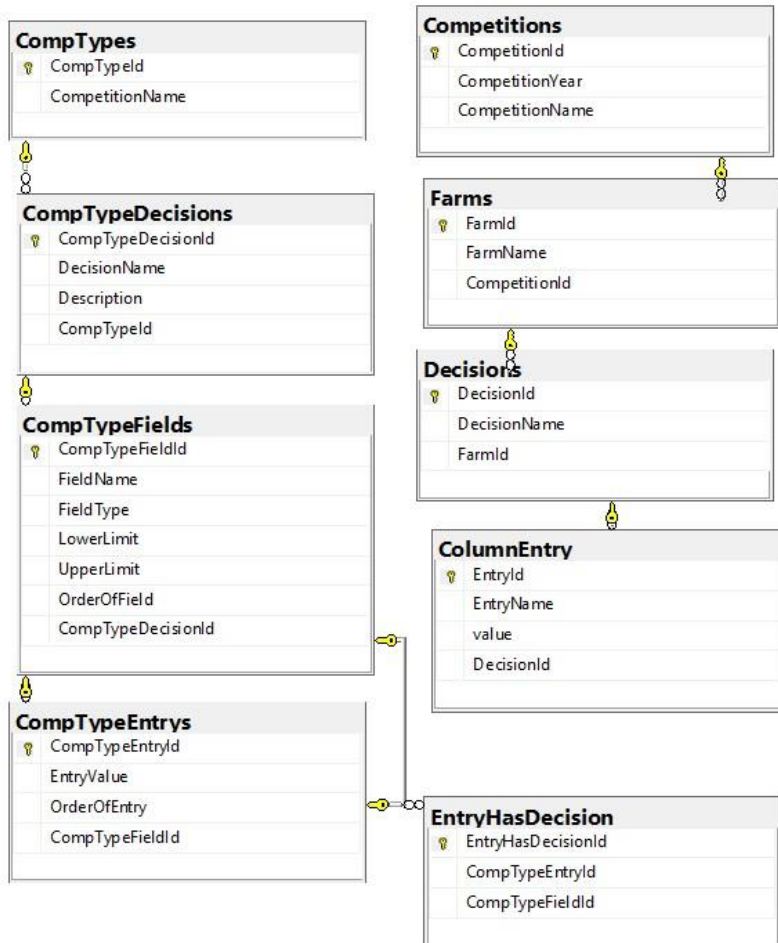 CompTypes
CompTypeId
CompetitionName
CompTypeDecisions
CompTypeDecisionId
DecisionName
Description
CompTypeId
CompTypeFields
CompTypeFieldId
FieldName
FieldType
LowerLimit
UpperLimit
OrderOfField
CompTypeDecisionId
CompTypeEntrys
CompTypeEntryId
EntryValue
OrderOfEntry
CompTypeFieldId
Competitions
CompetitionId
CompetitionYear
CompetitionName
Farms
FarmId
FarmName
CompetitionId
Decisions
DecisionId
DecisionName
FarmId
ColumnEntry
EntryId
EntryName
value
DecisionId
EntryHasDecision
EntryHasDecisionId
CompTypeEntryId
CompTypeFieldId